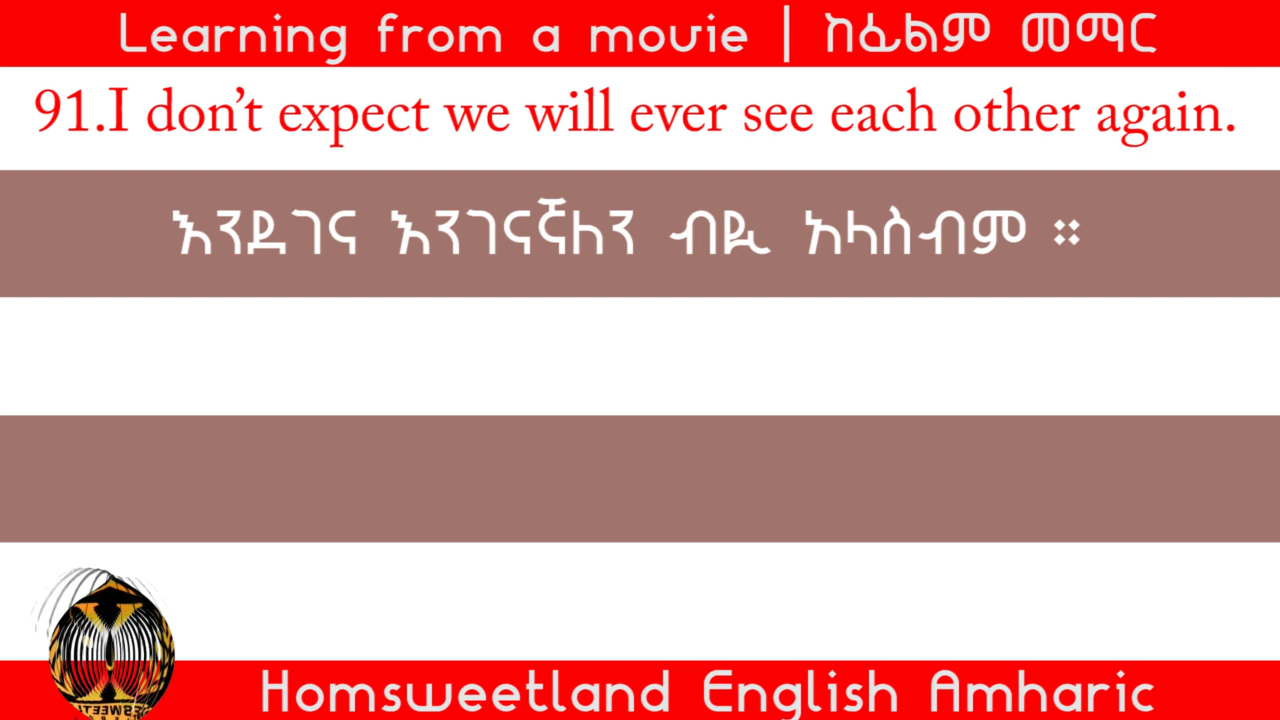 Learning from a movie | ከፊልም መማር
91.I don’t expect we will ever see each other again.
እንደገና እንገናኛለን ብዬ አላስብም ።
Homsweetland English Amharic